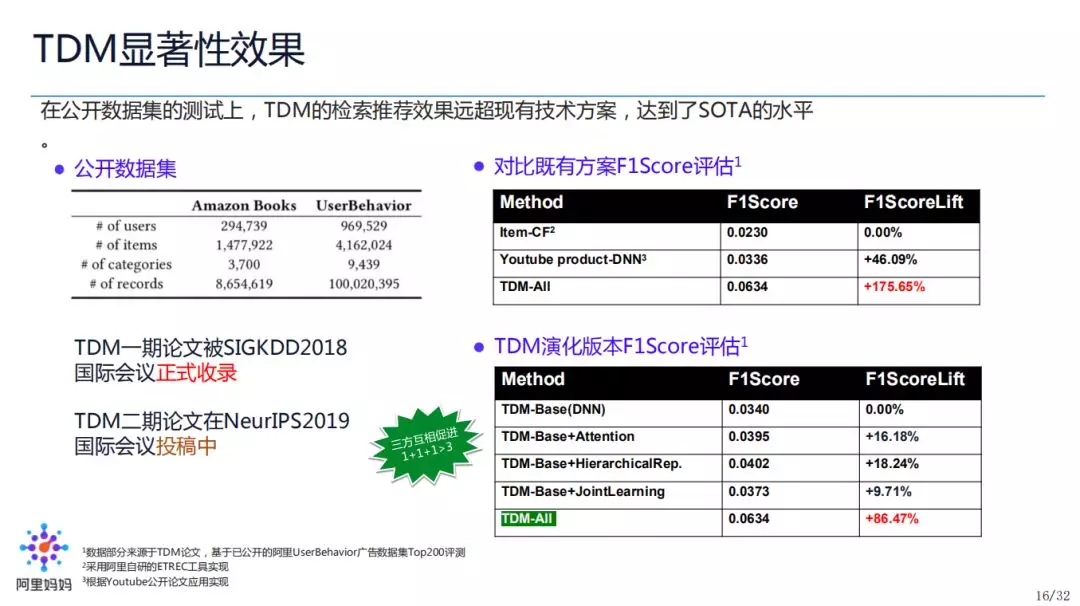 TDM显著性效果
在公开数据集的测试上，TDM的检索推荐效果远超现有技术方案，达到了SOTA的水平
。
● 公开数据集
Amazon Books UserBehavior
# of users 294,739 969,529
# of items 1,477,922 4,162,024
# of categories 3,700 9,439
# of records 8,654,619 100,020,395
TDM一期论文被SIGKDD2018
国际会议正式收录
TDM二期论文在NeurIPS2019
国际会议投稿中
三方互相促进
1+1+1>3
● 对比既有方案F1Score评估¹
Method F1Score F1ScoreLift
Item-CF² 0.0230 0.00%
Youtube product-DNN³ 0.0336 +46.09%
TDM-All 0.0634 +175.65%
● TDM演化版本F1Score评估¹
Method F1Score F1ScoreLift
TDM-Base(DNN) 0.0340 0.00%
TDM-Base+Attention 0.0395 +16.18%
TDM-Base+HierarchicalRep. 0.0402 +18.24%
TDM-Base+JointLearning 0.0373 +9.71%
TDM-All 0.0634 +86.47%
阿里妈妈
¹数据部分来源于TDM论文，基于已公开的阿里UserBehavior广告数据集Top200评测
²采用阿里自研的ETREC工具实现
³根据Youtube公开论文应用实现
16/32